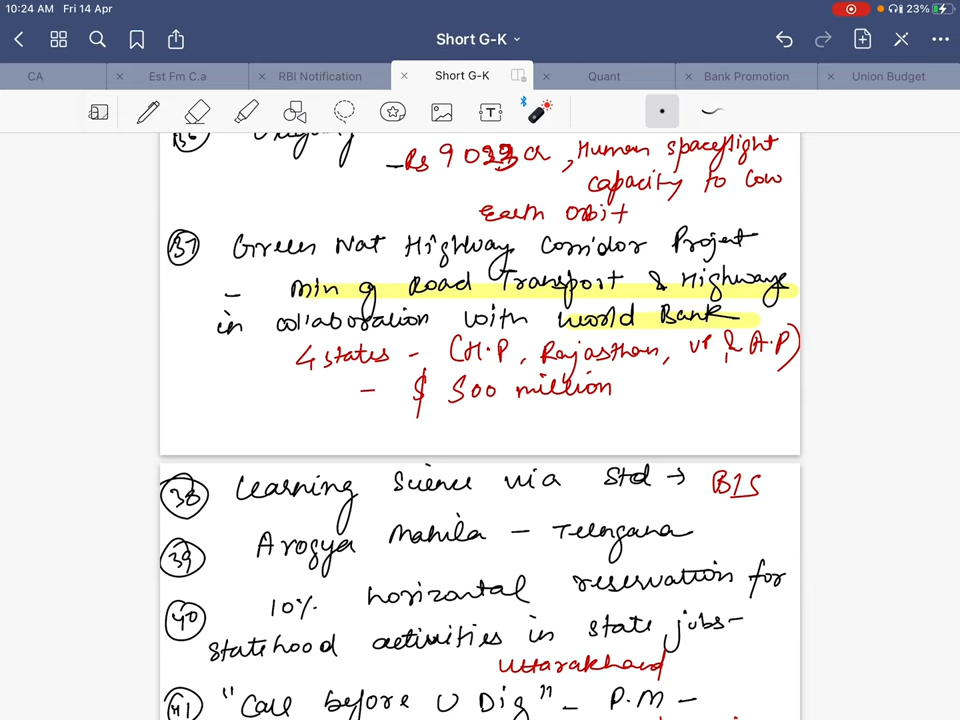 10:24 AM Fri 14 Apr
23%
Short G-K
CA
Est Fm C.a
RBI Notification
Short G-K
Quant
Bank Promotion
Union Budget
36
- Rs 9023 Cr, Human spaceflight
capacity to Low
Earth orbit
37 Green Nat Highway Corridor Projet
- Min of Road Transport & Highways
in collaboration with World Bank
4 states - (H.P, Rajasthan, UP, & A.P)
- $ 500 million
38 Learning Science via Std → BIS
39 Arogya Mahila - Telengana
40 10% horizontal reservation for
statehood activities in state jobs-
Uttarakhand
41 "Call before U Dig" - P.M -